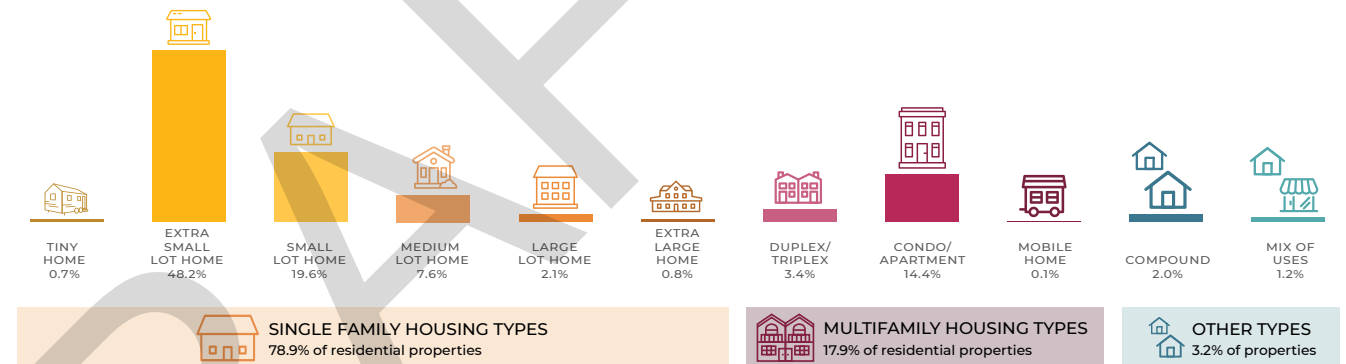 TINY
HOME
0.7%
EXTRA
SMALL
LOT HOME
48.2%
SMALL
LOT HOME
19.6%
MEDIUM
LOT HOME
7.6%
LARGE
LOT HOME
2.1%
EXTRA
LARGE
HOME
0.8%
DUPLEX/
TRIPLEX
3.4%
CONDO/
APARTMENT
14.4%
MOBILE
HOME
0.1%
COMPOUND
2.0%
MIX OF
USES
1.2%
SINGLE FAMILY HOUSING TYPES
78.9% of residential properties
MULTIFAMILY HOUSING TYPES
17.9% of residential properties
OTHER TYPES
3.2% of properties